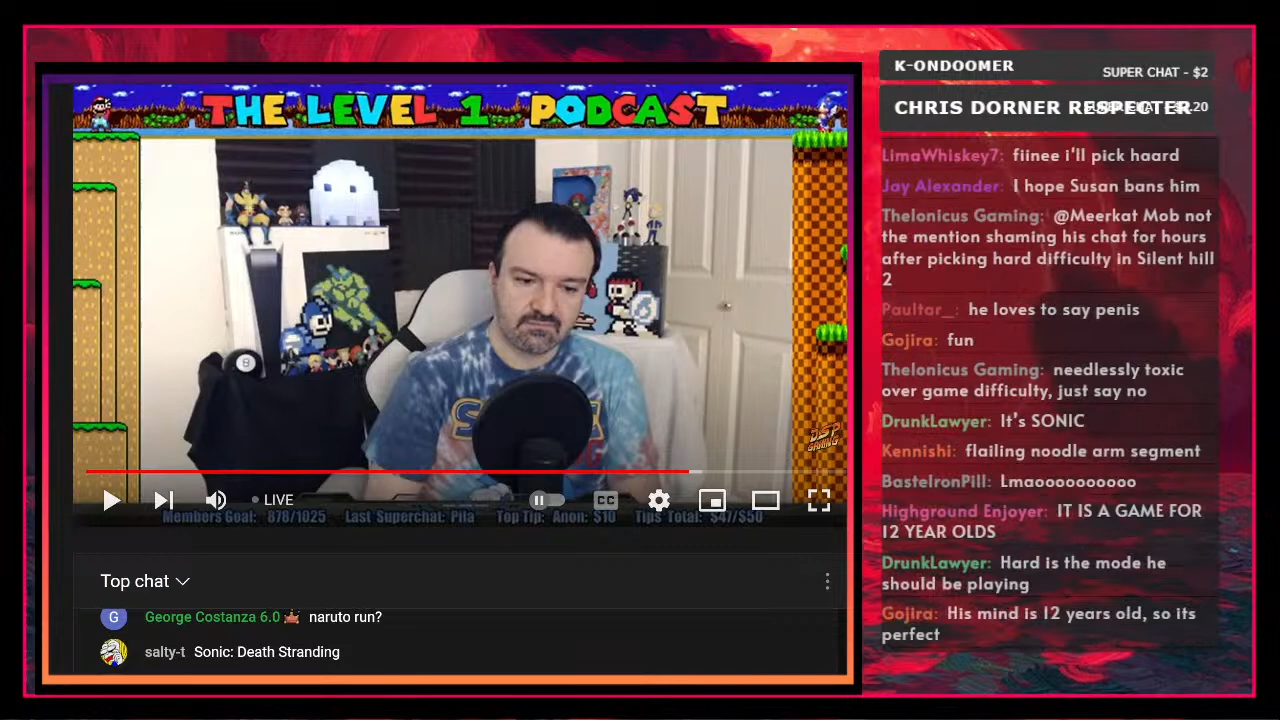 THE LEVEL 1 PODCAST
8
DSP
GAMING
LIVE
CC
Members Goal: 878/1025 Last Superchat: Pila Top Tip: Anon: $10 Tips Total: $47/$50
Top chat
G George Costanza 6.0 naruto run?
salty-t Sonic: Death Stranding
K-ONDOOMER
SUPER CHAT - $2
CHRIS DORNER RESPECTER
LimaWhiskey7: fiinee i'll pick haard
Jay Alexander: I hope Susan bans him
Thelonicus Gaming: @Meerkat Mob not
the mention shaming his chat for hours
after picking hard difficulty in Silent hill
2
Paultar_: he loves to say penis
Gojira: fun
Thelonicus Gaming: needlessly toxic
over game difficulty, just say no
DrunkLawyer: It's SONIC
Kennishi: flailing noodle arm segment
BasteIronPill: Lmaooooooooo
Highground Enjoyer: IT IS A GAME FOR
12 YEAR OLDS
DrunkLawyer: Hard is the mode he
should be playing
Gojira: His mind is 12 years old, so its
perfect